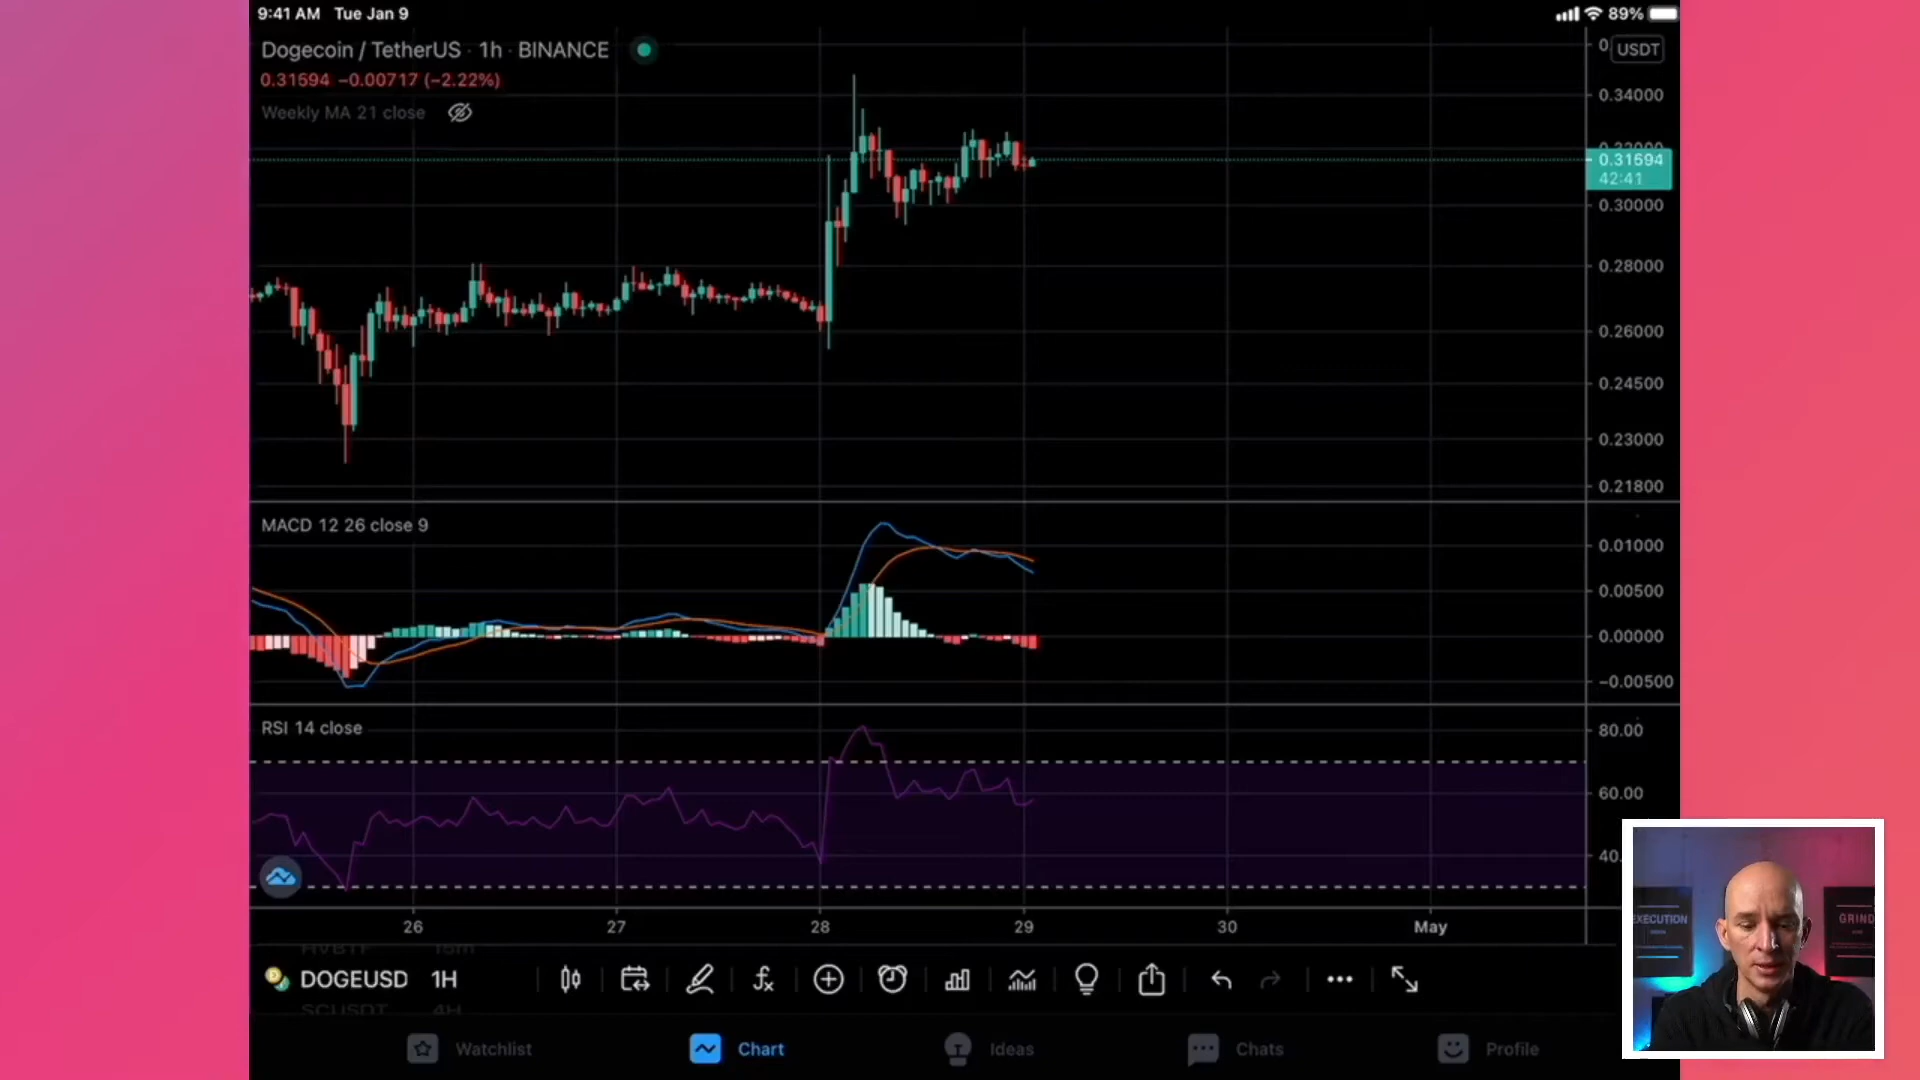 9:41 AM Tue Jan 9
89%
Dogecoin / TetherUS · 1h · BINANCE
USDT
0.31594 −0.00717 (−2.22%)
Weekly MA 21 close
0.34000
0.32000
0.31594
42:41
0.30000
0.28000
0.26000
0.24500
0.23000
0.21800
MACD 12 26 close 9
0.01000
0.00500
0.00000
−0.00500
RSI 14 close
80.00
60.00
40.
26 27 28 29 30 May
DOGEUSD 1H
SCUSDT 4H
Watchlist Chart Ideas Chats Profile
EXECUTION
GRIND